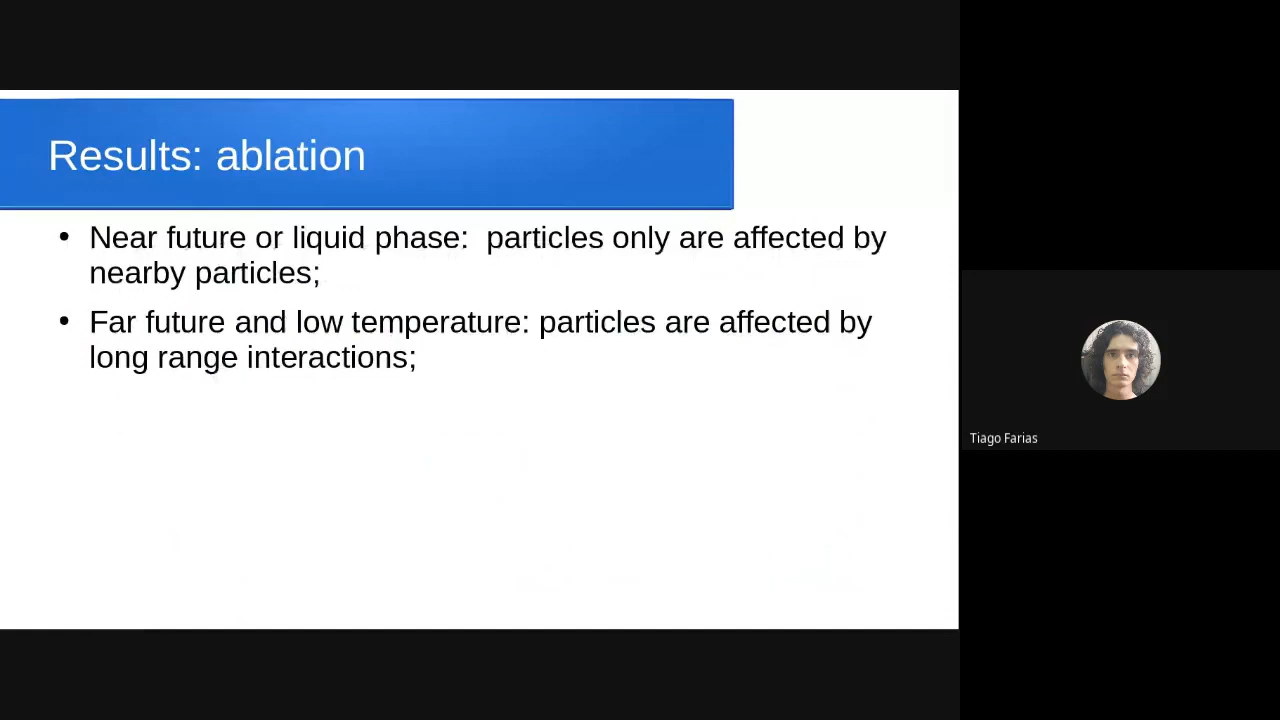 Results: ablation
• Near future or liquid phase:  particles only are affected by
nearby particles;
• Far future and low temperature: particles are affected by
long range interactions;
Tiago Farias